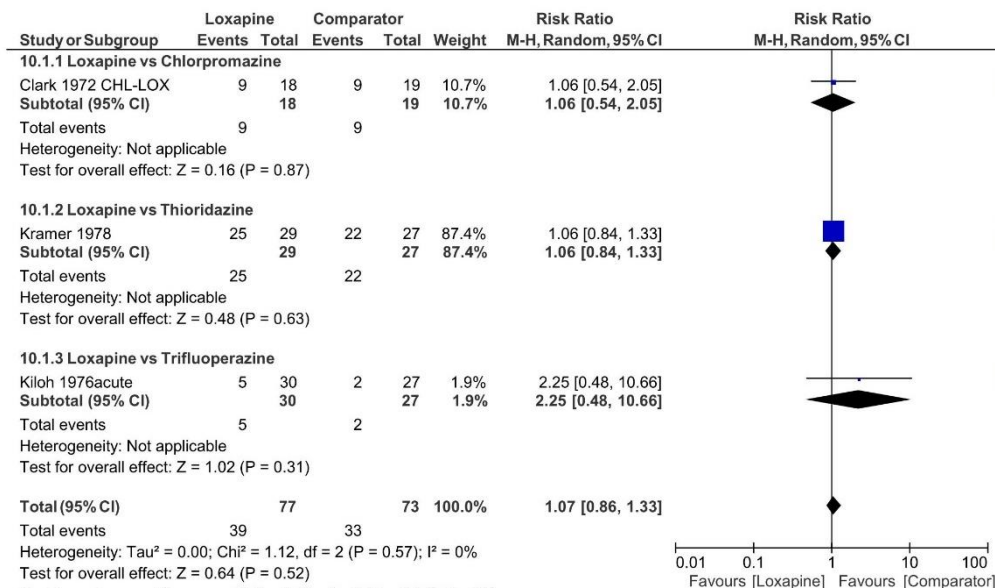 Loxapine Comparator Risk Ratio Risk Ratio
Study or Subgroup Events Total Events Total Weight M-H, Random, 95% CI M-H, Random, 95% CI
10.1.1 Loxapine vs Chlorpromazine
Clark 1972 CHL-LOX 9 18 9 19 10.7% 1.06 [0.54, 2.05]
Subtotal (95% CI) 18 19 10.7% 1.06 [0.54, 2.05]
Total events 9 9
Heterogeneity: Not applicable
Test for overall effect: Z = 0.16 (P = 0.87)
10.1.2 Loxapine vs Thioridazine
Kramer 1978 25 29 22 27 87.4% 1.06 [0.84, 1.33]
Subtotal (95% CI) 29 27 87.4% 1.06 [0.84, 1.33]
Total events 25 22
Heterogeneity: Not applicable
Test for overall effect: Z = 0.48 (P = 0.63)
10.1.3 Loxapine vs Trifluoperazine
Kiloh 1976acute 5 30 2 27 1.9% 2.25 [0.48, 10.66]
Subtotal (95% CI) 30 27 1.9% 2.25 [0.48, 10.66]
Total events 5 2
Heterogeneity: Not applicable
Test for overall effect: Z = 1.02 (P = 0.31)
Total (95% CI) 77 73 100.0% 1.07 [0.86, 1.33]
Total events 39 33
Heterogeneity: Tau² = 0.00; Chi² = 1.12, df = 2 (P = 0.57); I² = 0%
Test for overall effect: Z = 0.64 (P = 0.52)
0.01 0.1 1 10 100
Favours [Loxapine] Favours [Comparator]